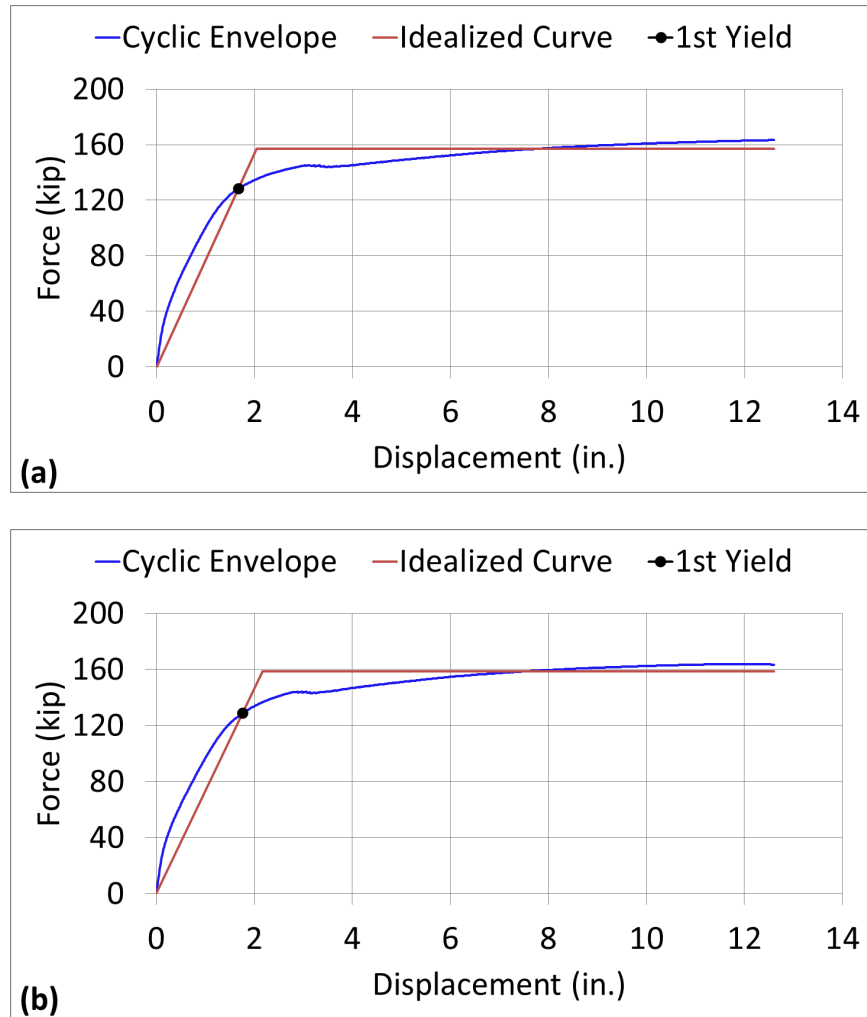 Cyclic Envelope Idealized Curve 1st Yield
200
160
120
80
40
0
Force (kip)
0 2 4 6 8 10 12 14
Displacement (in.)
(a)
Cyclic Envelope Idealized Curve 1st Yield
200
160
120
80
40
0
Force (kip)
0 2 4 6 8 10 12 14
Displacement (in.)
(b)